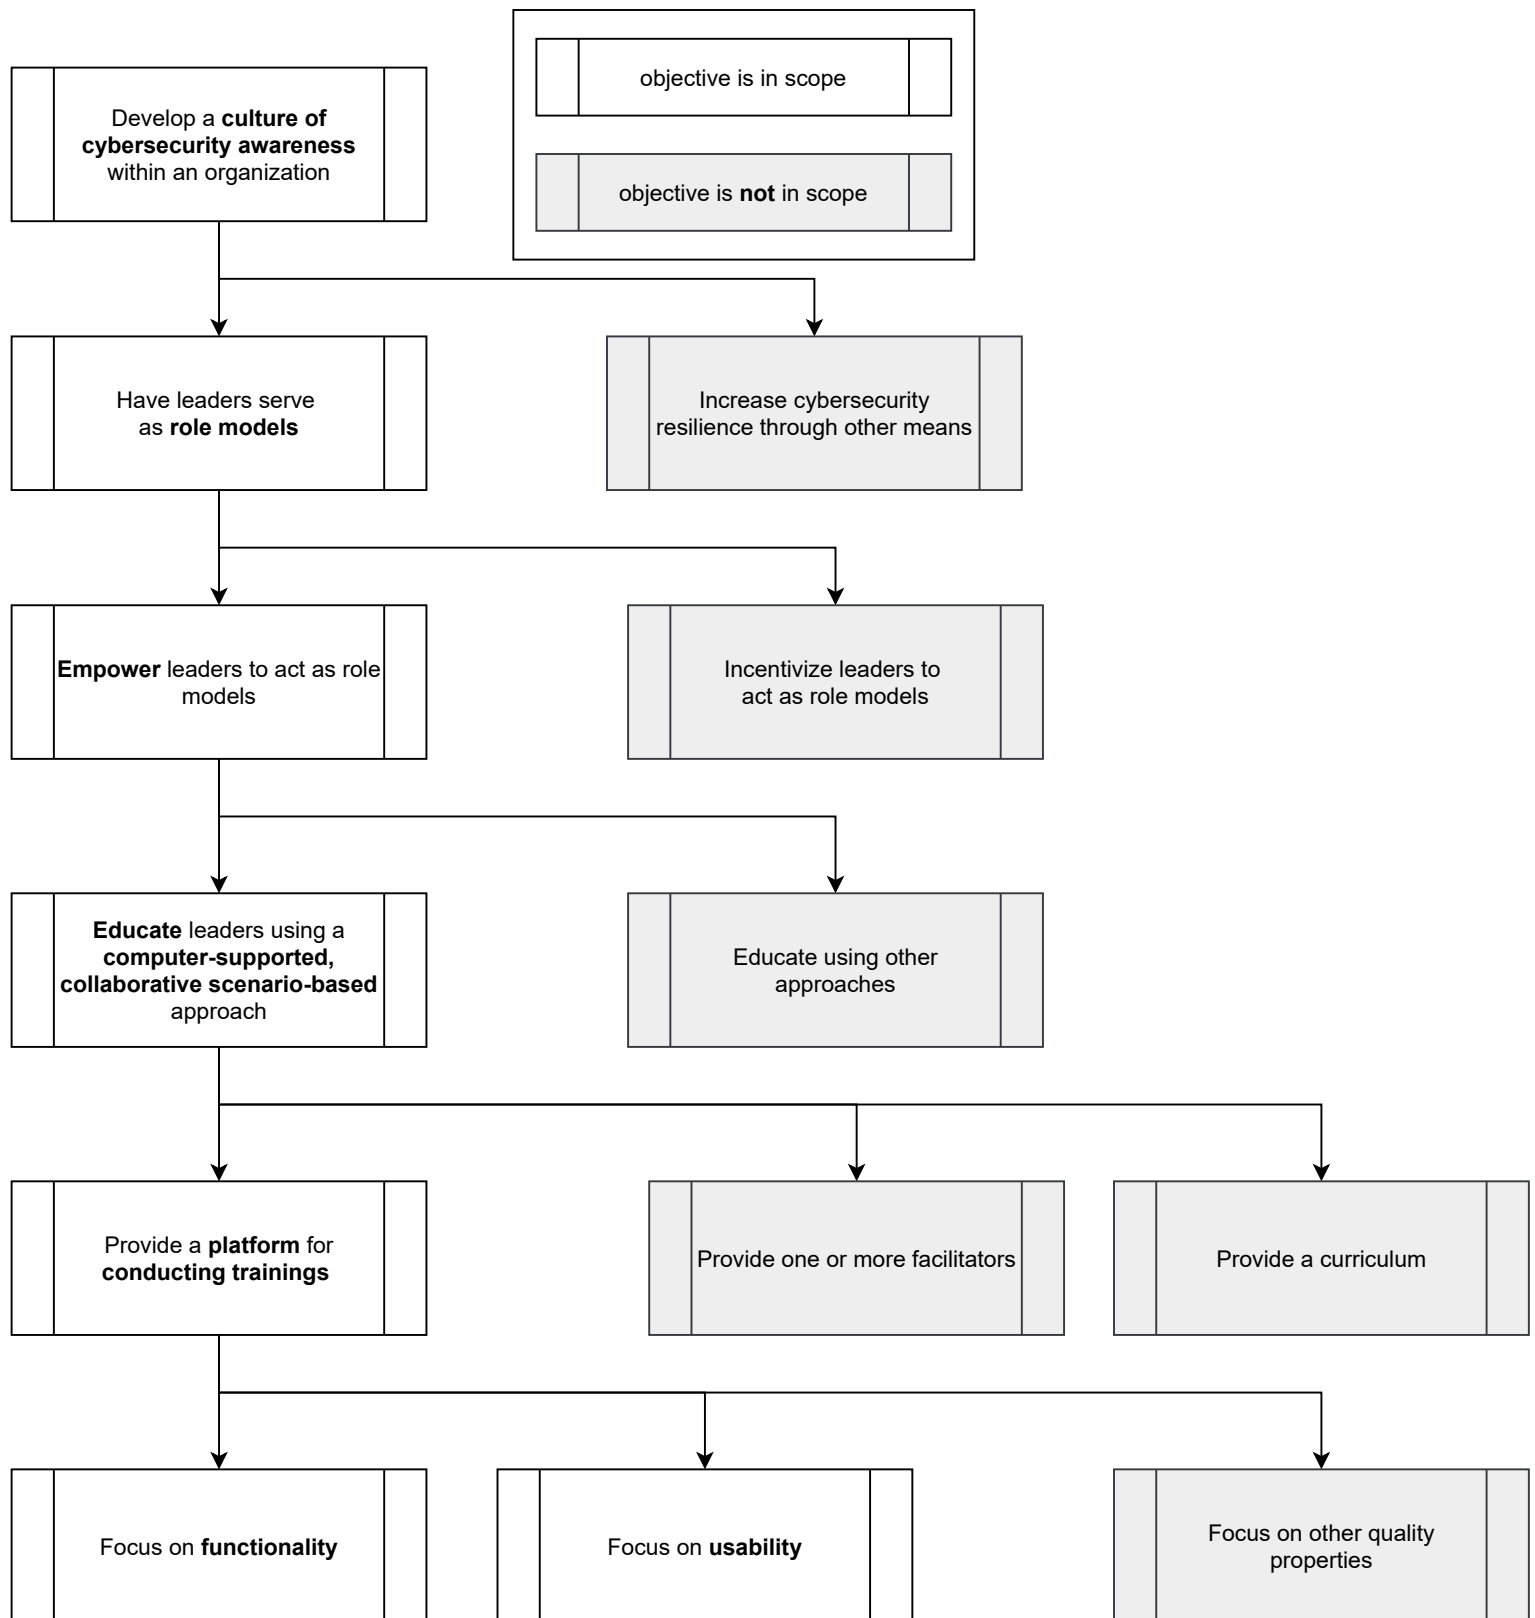 objective is in scope
Develop a culture of
cybersecurity awareness
within an organization
objective is not in scope
Have leaders serve
as role models
Increase cybersecurity
resilience through other means
Empower leaders to act as role
models
Incentivize leaders to
act as role models
Educate leaders using a
computer-supported,
collaborative scenario-based
approach
Educate using other
approaches
Provide a platform for
conducting trainings
Provide one or more facilitators
Provide a curriculum
Focus on functionality
Focus on usability
Focus on other quality
properties